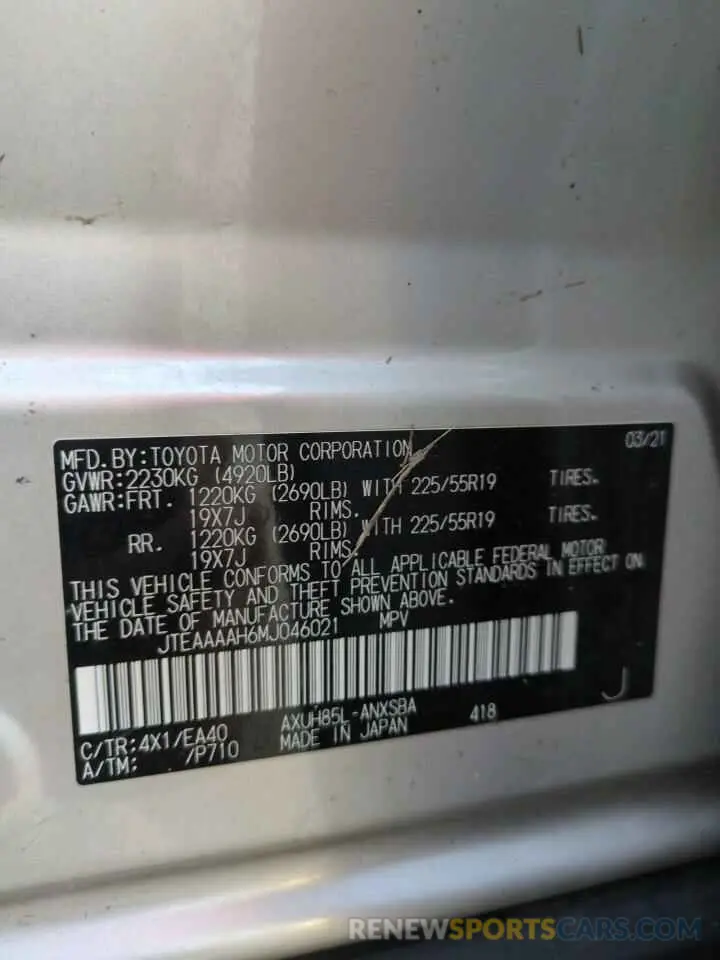 MFD.BY:TOYOTA MOTOR CORPORATION 03/21
GVWR:2230KG (4920LB)
GAWR:FRT. 1220KG (2690LB) WITH 225/55R19 TIRES.
19X7J RIMS.
RR. 1220KG (2690LB) WITH 225/55R19 TIRES.
19X7J RIMS.
THIS VEHICLE CONFORMS TO ALL APPLICABLE FEDERAL MOTOR
VEHICLE SAFETY AND THEFT PREVENTION STANDARDS IN EFFECT ON
THE DATE OF MANUFACTURE SHOWN ABOVE.
JTEAAAAH6MJ046021 MPV
C/TR:4X1/EA40 AXUH85L-ANXSBA 418 J
A/TM: /P710 MADE IN JAPAN
RENEWSPORTSCARS.COM